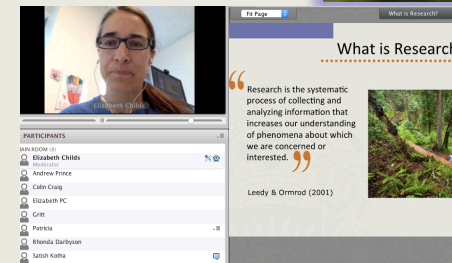 Fit Page
What is Research?
Elizabeth Childs
PARTICIPANTS
MAIN ROOM (8)
Elizabeth Childs
Moderator
Andrew Prince
Colin Craig
Elizabeth PC
Gritt
Patricia
Rhonda Darbyson
Satish Kotha
What is Research
“Research is the systematic
process of collecting and
analyzing information that
increases our understanding
of phenomena about which
we are concerned or
interested.”
Leedy & Ormrod (2001)